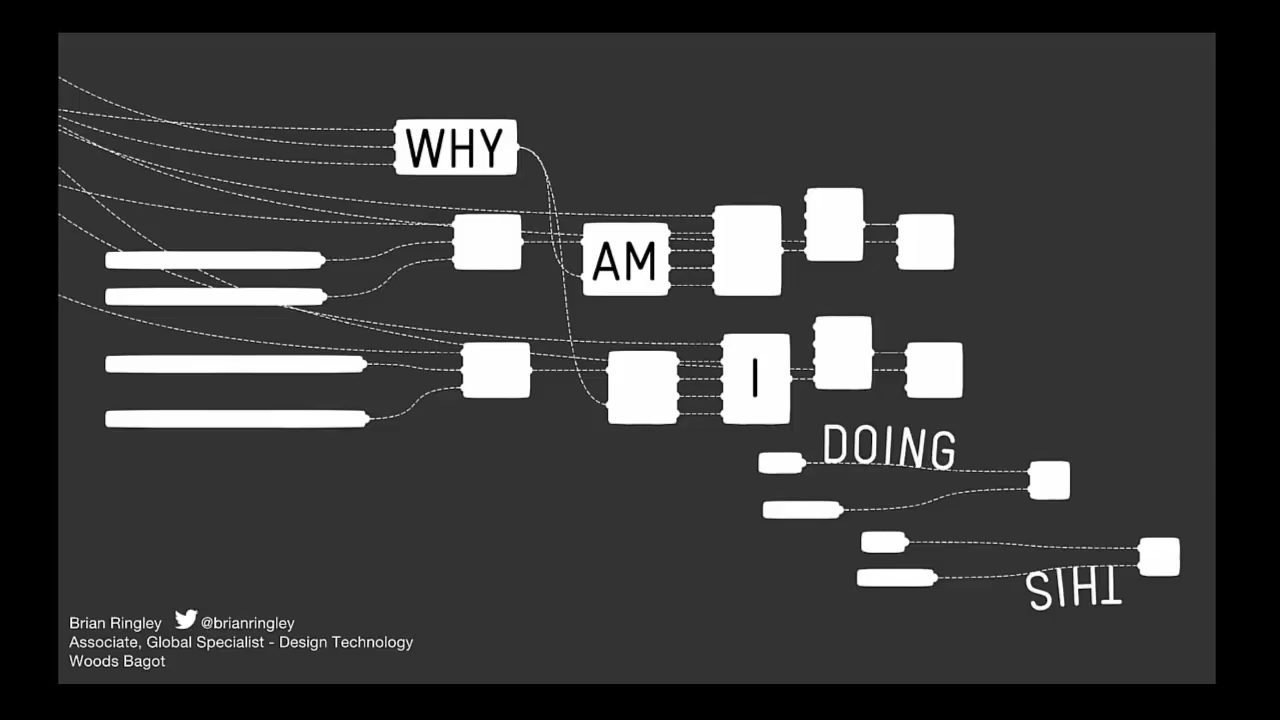 WHY
AM
I
DOING
THIS
Brian Ringley @brianringley
Associate, Global Specialist - Design Technology
Woods Bagot